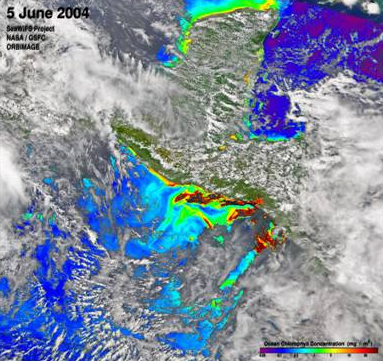 5 June 2004
SeaWiFS Project
NASA / GSFC
ORBIMAGE
Ocean Chlorophyll Concentration (mg / m³)